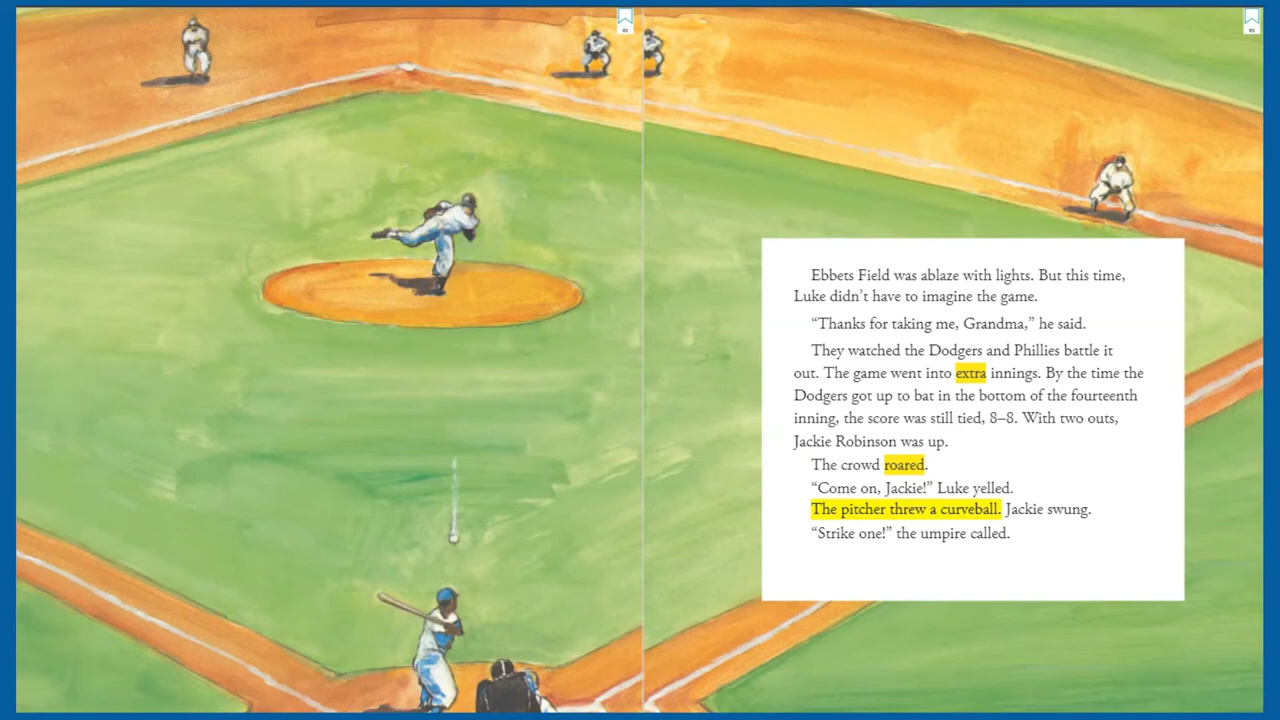 Ebbets Field was ablaze with lights. But this time,
Luke didn’t have to imagine the game.
“Thanks for taking me, Grandma,” he said.
They watched the Dodgers and Phillies battle it
out. The game went into extra innings. By the time the
Dodgers got up to bat in the bottom of the fourteenth
inning, the score was still tied, 8–8. With two outs,
Jackie Robinson was up.
The crowd roared.
“Come on, Jackie!” Luke yelled.
The pitcher threw a curveball. Jackie swung.
“Strike one!” the umpire called.